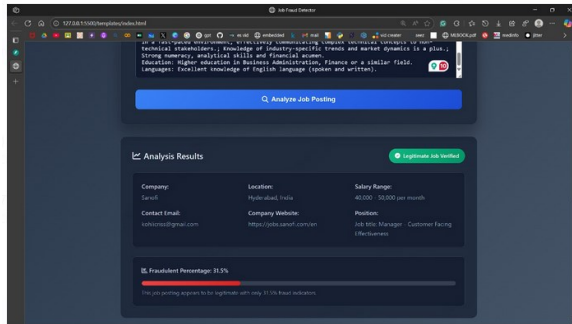 Job Fraud Detector
127.0.0.1:5500/templates/index.html
technical stakeholders.; Knowledge of industry-specific trends and market dynamics is a plus.;
Strong numeracy, analytical skills and financial acumen.
Education: Higher education in Business Administration, Finance or a similar field.
Languages: Excellent knowledge of English language (spoken and written).
Analyze Job Posting
Analysis Results
Legitimate Job Verified
Company:
Location:
Salary Range:
Sanofi
Hyderabad, India
40,000 - 50,000 per month
Contact Email:
Company Website:
Position:
https://jobs.sanofi.com/en
Job title: Manager - Customer Facing
Effectiveness
Fraudulent Percentage: 31.5%
This job posting appears to be legitimate with only 31.5% fraud indicators.